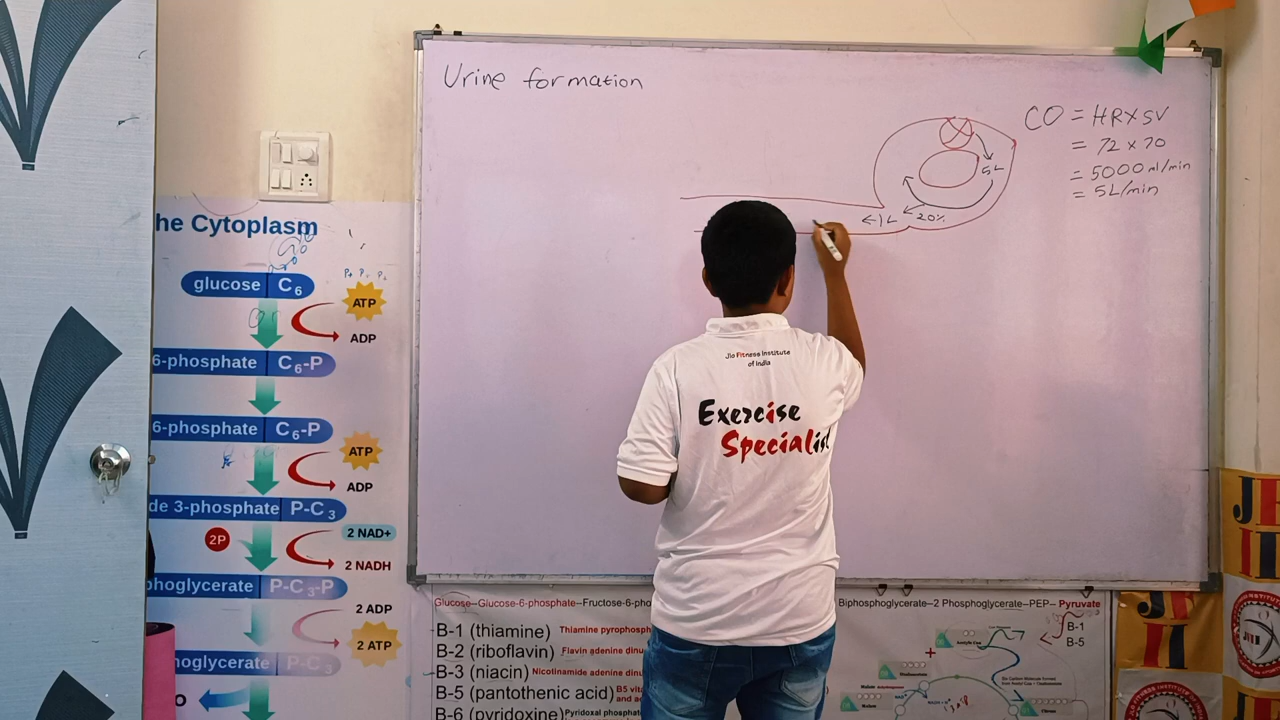 Urine formation
CO = HR×SV
= 72 × 70
= 5000 ml/min
= 5L/min
5L
←1L
20%
he Cytoplasm
glucose C6
P P P
ATP
ADP
6-phosphate C6-P
6-phosphate C6-P
ATP
ADP
de 3-phosphate P-C3
2P
2 NAD+
2 NADH
phoglycerate P-C3-P
2 ADP
2 ATP
hoglycerate P-C3
Jio Fitness Institute
of India
Exercise
Specialist
Glucose–Glucose-6-phosphate–Fructose-6-pho
Biphosphoglycerate–2 Phosphoglycerate–PEP– Pyruvate
B-1 (thiamine) Thiamine pyrophosph
B-2 (riboflavin) Flavin adenine dinu
B-3 (niacin) Nicotinamide adenine dinu
B-5 (pantothenic acid) B5 vit
and ac
B-6 (pyridoxine) Pyridoxal phosphat
B-1
B-5